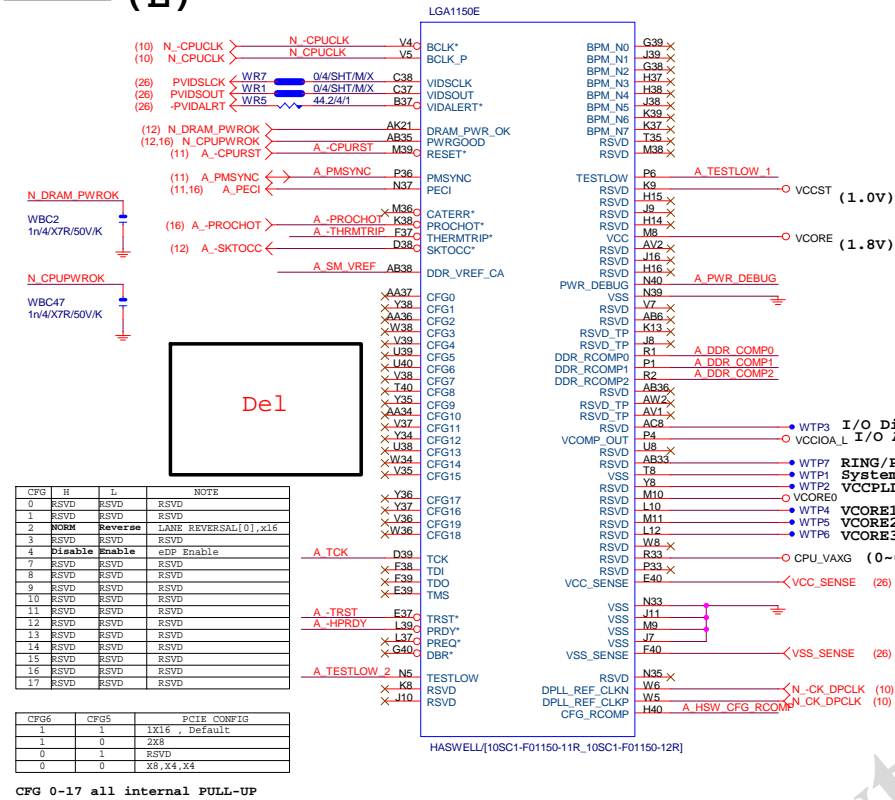 LGA1150E
(10) N_-CPUCLK N_-CPUCLK V4 BCLK* BPM_N0 G39
(10) N_CPUCLK N_CPUCLK V5 BCLK_P BPM_N1 J39
BPM_N2 G38
(26) PVIDSLCK WR7 0/4/SHT/M/X C38 VIDSCLK BPM_N3 H37
(26) PVIDSOUT WR1 0/4/SHT/M/X C37 VIDSOUT BPM_N4 H38
(26) -PVIDALRT WR5 44.2/4/1 B37 VIDALERT* BPM_N5 J38
BPM_N6 K39
(12) N_DRAM_PWROK AK21 DRAM_PWR_OK BPM_N7 K37
(12,16) N_CPUPWROK AB35 PWRGOOD RSVD T35
(11) A_-CPURST A_-CPURST M39 RESET* RSVD M38
(11) A_PMSYNC A_PMSYNC P36 PMSYNC TESTLOW P6 A_TESTLOW_1
(11,16) A_PECI N37 PECI RSVD K9 VCCST (1.0V)
RSVD H15
M36 CATERR* RSVD J9
(16) A_-PROCHOT A_-PROCHOT K38 PROCHOT* RSVD H14
A_-THRMTRIP F37 THERMTRIP* VCC M8 VCORE (1.8V)
(12) A_-SKTOCC D38 SKTOCC* RSVD AV2
RSVD J16
A_SM_VREF AB38 DDR_VREF_CA RSVD H16
PWR_DEBUG N40 A_PWR_DEBUG
N_DRAM_PWROK
WBC2
1n/4/X7R/50V/K
N_CPUPWROK
WBC47
1n/4/X7R/50V/K
AA37 CFG0 VSS N39
Y38 CFG1 RSVD V7
AA36 CFG2 RSVD AB6
W38 CFG3 RSVD_TP K13
V39 CFG4 RSVD_TP J8
U39 CFG5 DDR_RCOMP0 R1 A_DDR_COMP0
U40 CFG6 DDR_RCOMP1 P1 A_DDR_COMP1
V38 CFG7 DDR_RCOMP2 R2 A_DDR_COMP2
T40 CFG8 RSVD AB36
Y35 CFG9 RSVD_TP AW2
AA34 CFG10 RSVD_TP AV1
V37 CFG11 RSVD AC8 WTP3
Y34 CFG12 VCOMP_OUT P4 VCCIOA_L I/O
U38 CFG13 RSVD U8
W34 CFG14 RSVD AB33 WTP7
V35 CFG15 VSS T8 WTP1 System
RSVD Y8 WTP2 VCCPLL
Y36 CFG17 RSVD M10 VCORE0
Y37 CFG16 RSVD L10 WTP4 VCORE1
V36 CFG19 RSVD M11 WTP5 VCORE2
W36 CFG18 RSVD L12 WTP6 VCORE3
RSVD W8
A_TCK D39 TCK RSVD R33 CPU_VAXG
F38 TDI RSVD P33
F39 TDO VCC_SENSE E40 VCC_SENSE (26)
E39 TMS
VSS N33
A_-TRST E37 TRST* VSS J11
A_-HPRDY L39 PRDY* VSS M9
L37 PREQ* VSS J7
G40 DBR* VSS_SENSE F40 VSS_SENSE (26)
A_TESTLOW_2 N5 TESTLOW RSVD N35
K8 RSVD DPLL_REF_CLKN W6 N_-CK_DPCLK (10)
J10 RSVD DPLL_REF_CLKP W5 N_CK_DPCLK (10)
CFG_RCOMP H40 A_HSW_CFG_RCOMP
HASWELL/[10SC1-F01150-11R_10SC1-F01150-12R]
Del
CFG H L NOTE
0 RSVD RSVD RSVD
1 RSVD RSVD RSVD
2 NORM Reverse LANE REVERSAL[0],x16
3 RSVD RSVD RSVD
4 Disable Enable eDP Enable
7 RSVD RSVD RSVD
8 RSVD RSVD RSVD
9 RSVD RSVD RSVD
10 RSVD RSVD RSVD
11 RSVD RSVD RSVD
12 RSVD RSVD RSVD
13 RSVD RSVD RSVD
14 RSVD RSVD RSVD
15 RSVD RSVD RSVD
16 RSVD RSVD RSVD
17 RSVD RSVD RSVD
CFG6 CFG5 PCIE CONFIG
1 1 1X16 , Default
1 0 2X8
0 1 RSVD
0 0 X8,X4,X4
CFG 0-17 all internal PULL-UP